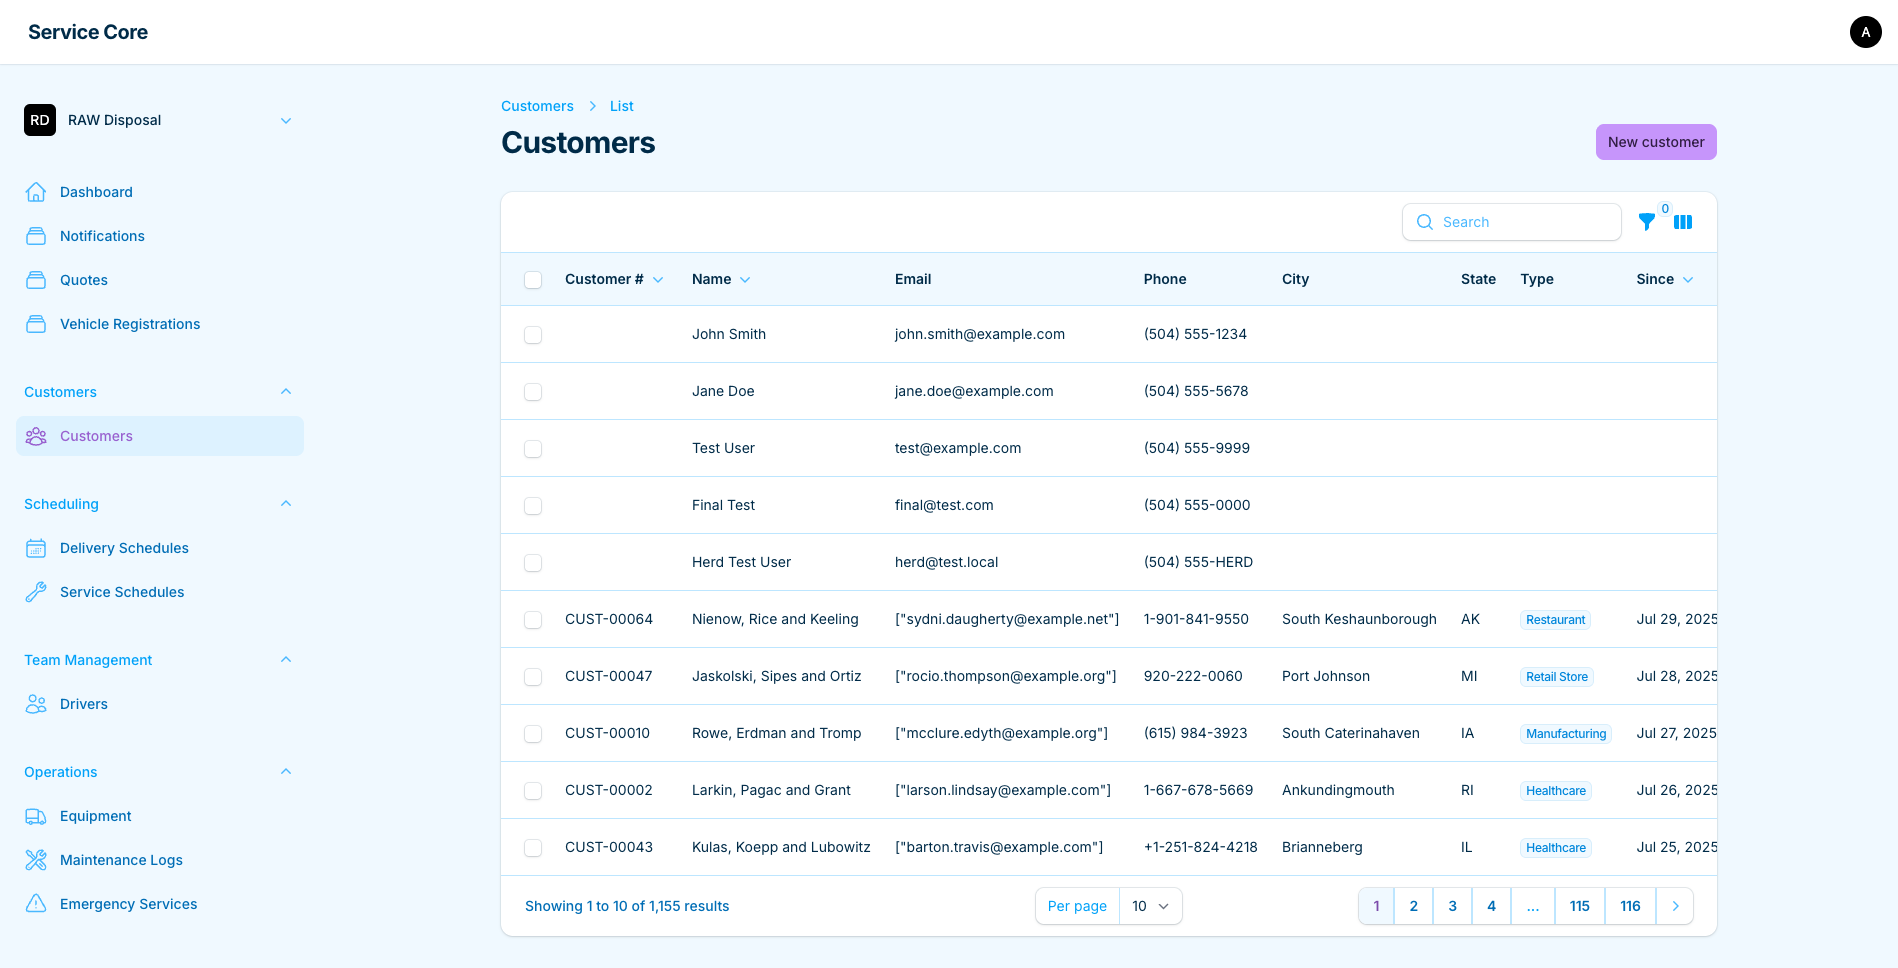 Service Core
A
RD RAW Disposal
Dashboard
Notifications
Quotes
Vehicle Registrations
Customers
Customers
Scheduling
Delivery Schedules
Service Schedules
Team Management
Drivers
Operations
Equipment
Maintenance Logs
Emergency Services
Customers > List
Customers
New customer
Search
0
Customer # Name Email Phone City State Type Since
John Smith john.smith@example.com (504) 555-1234
Jane Doe jane.doe@example.com (504) 555-5678
Test User test@example.com (504) 555-9999
Final Test final@test.com (504) 555-0000
Herd Test User herd@test.local (504) 555-HERD
CUST-00064 Nienow, Rice and Keeling ["sydni.daugherty@example.net"] 1-901-841-9550 South Keshaunborough AK Restaurant Jul 29, 2025
CUST-00047 Jaskolski, Sipes and Ortiz ["rocio.thompson@example.org"] 920-222-0060 Port Johnson MI Retail Store Jul 28, 2025
CUST-00010 Rowe, Erdman and Tromp ["mcclure.edyth@example.org"] (615) 984-3923 South Caterinahaven IA Manufacturing Jul 27, 2025
CUST-00002 Larkin, Pagac and Grant ["larson.lindsay@example.com"] 1-667-678-5669 Ankundingmouth RI Healthcare Jul 26, 2025
CUST-00043 Kulas, Koepp and Lubowitz ["barton.travis@example.com"] +1-251-824-4218 Brianneberg IL Healthcare Jul 25, 2025
Showing 1 to 10 of 1,155 results
Per page 10
1 2 3 4 ... 115 116